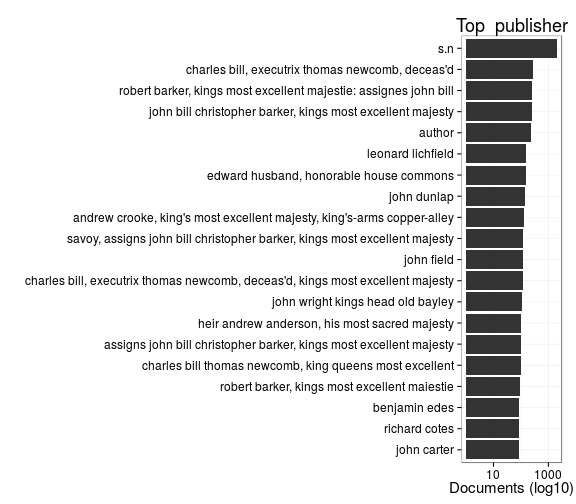 Top publisher
s.n
charles bill, executrix thomas newcomb, deceas'd
robert barker, kings most excellent majestie: assignes john bill
john bill christopher barker, kings most excellent majesty
author
leonard lichfield
edward husband, honorable house commons
john dunlap
andrew crooke, king's most excellent majesty, king's-arms copper-alley
savoy, assigns john bill christopher barker, kings most excellent majesty
john field
charles bill, executrix thomas newcomb, deceas'd, kings most excellent majesty
john wright kings head old bayley
heir andrew anderson, his most sacred majesty
assigns john bill christopher barker, kings most excellent majesty
charles bill thomas newcomb, king queens most excellent
robert barker, kings most excellent maiestie
benjamin edes
richard cotes
john carter
10 1000
Documents (log10)